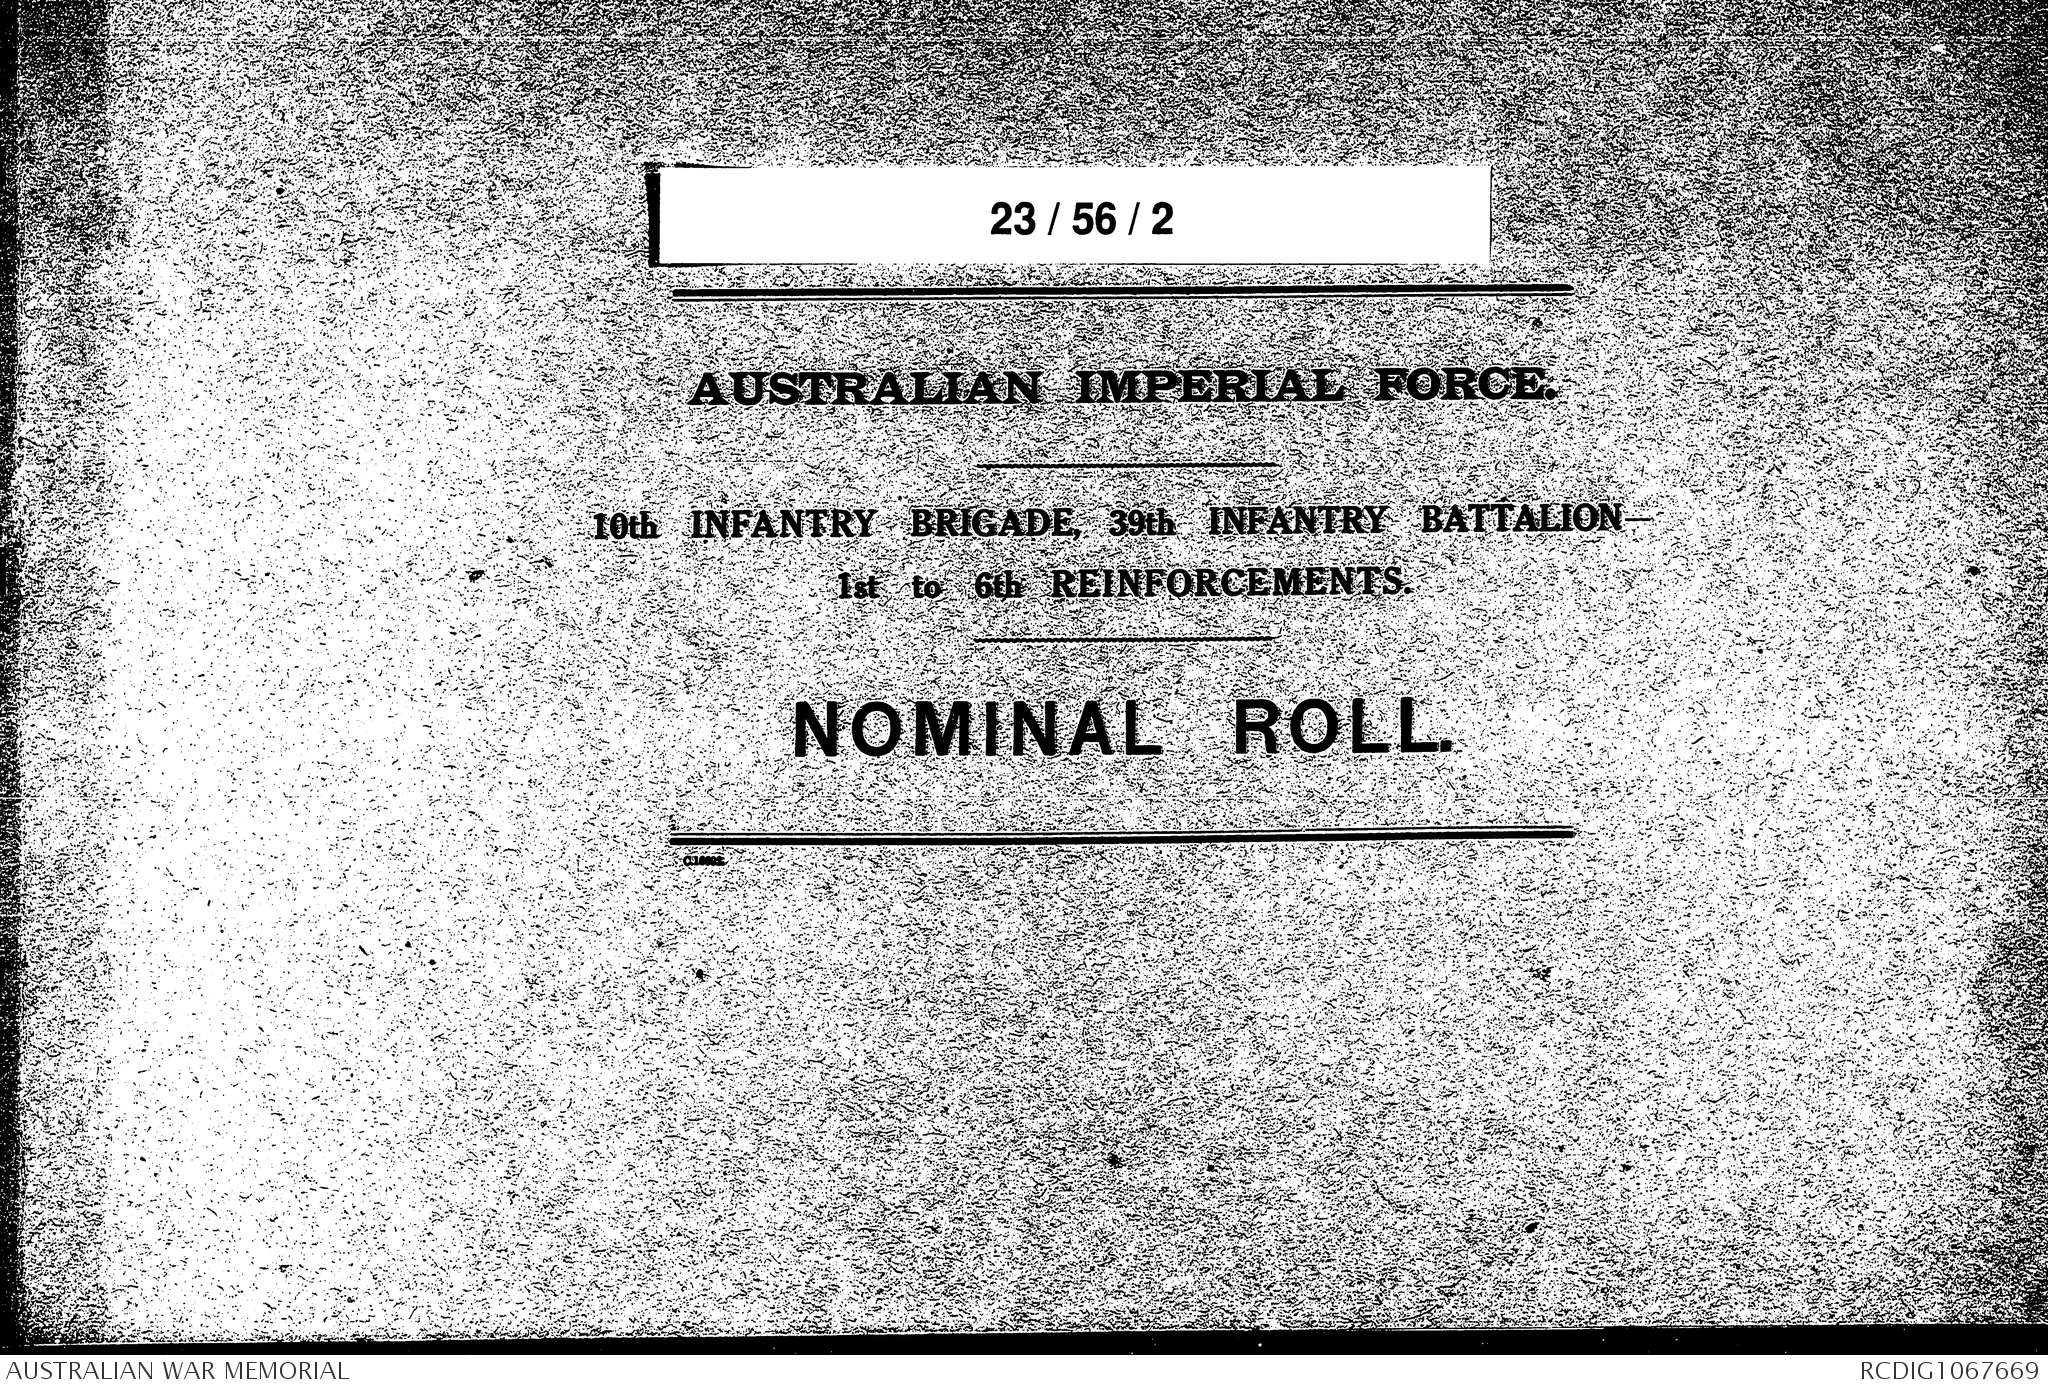 23 / 56 / 2
AUSTRALIAN IMPERIAL FORCE.
10th INFANTRY BRIGADE, 39th INFANTRY BATTALION—
1st to 6th REINFORCEMENTS.
NOMINAL ROLL.
AUSTRALIAN WAR MEMORIAL
RCDIG1067669